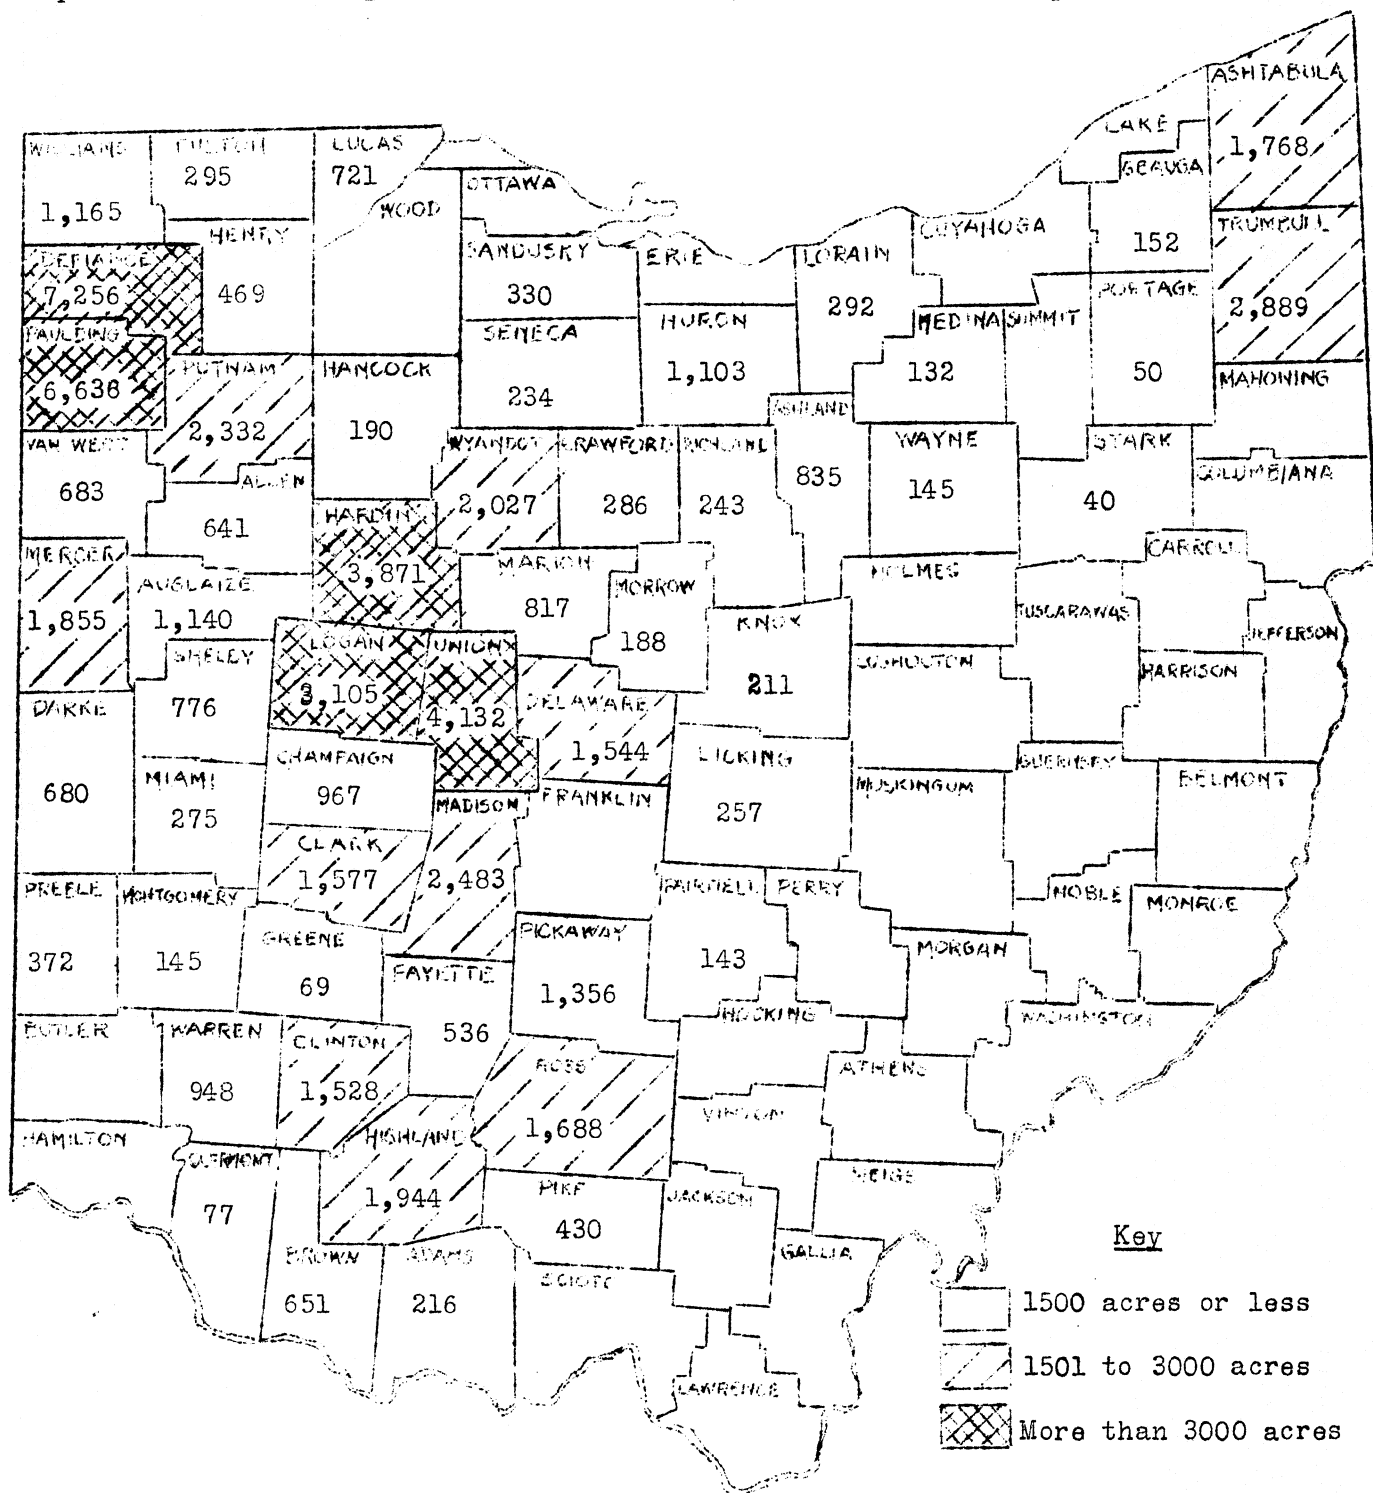 ASHTABULA
1,768
LAKE
GEAUGA
152
TRUMBULL
2,889
WILLIAMS
1,165
FULTON
295
LUCAS
721
WOOD
OTTAWA
HENRY
469
DEFIANCE
7,256
SANDUSKY
330
ERIE
LORAIN
292
CUYAHOGA
PORTAGE
50
PAULDING
6,636
PUTNAM
2,332
HANCOCK
190
SENECA
234
HURON
1,103
MEDINA
132
SUMMIT
MAHONING
VAN WERT
683
ALLEN
641
WYANDOT
2,027
CRAWFORD
286
RICHLAND
243
ASHLAND
835
WAYNE
145
STARK
40
COLUMBIANA
MERCER
1,855
AUGLAIZE
1,140
HARDIN
3,871
MARION
817
MORROW
188
KNOX
211
HOLMES
CARROLL
TUSCARAWAS
JEFFERSON
SHELBY
776
LOGAN
3,105
UNION
4,132
DELAWARE
1,544
COSHOCTON
HARRISON
DARKE
680
MIAMI
275
CHAMPAIGN
967
LICKING
257
MUSKINGUM
GUERNSEY
BELMONT
CLARK
1,577
MADISON
2,483
FRANKLIN
PREBLE
372
MONTGOMERY
145
GREENE
69
FAYETTE
536
PICKAWAY
1,356
FAIRFIELD
143
PERRY
MORGAN
NOBLE
MONROE
BUTLER
WARREN
948
CLINTON
1,528
ROSS
1,688
HOCKING
ATHENS
WASHINGTON
HAMILTON
CLERMONT
77
HIGHLAND
1,944
VINTON
MEIGS
BROWN
651
ADAMS
216
PIKE
430
JACKSON
GALLIA
SCIOTO
LAWRENCE
Key
1500 acres or less
1501 to 3000 acres
More than 3000 acres